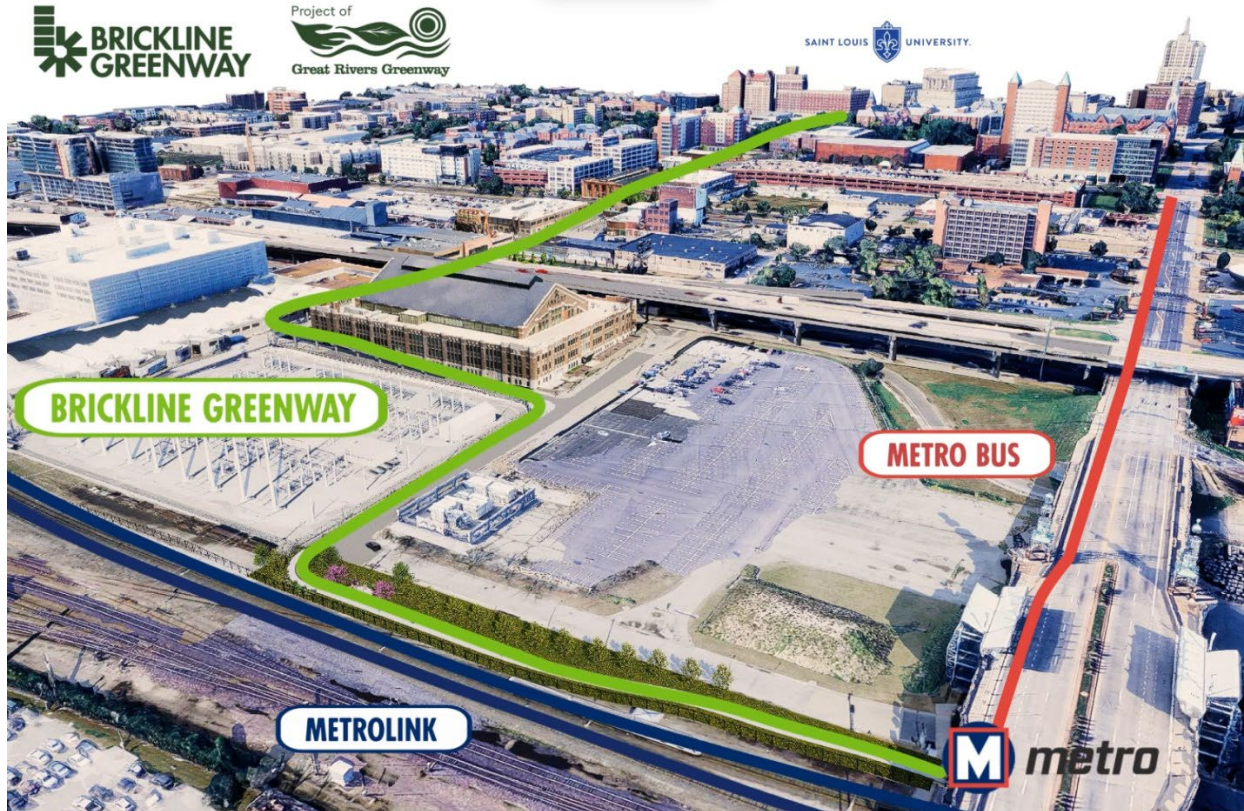 BRICKLINE
GREENWAY
Project of
Great Rivers Greenway
SAINT LOUIS UNIVERSITY.
BRICKLINE GREENWAY
METRO BUS
METROLINK
M metro